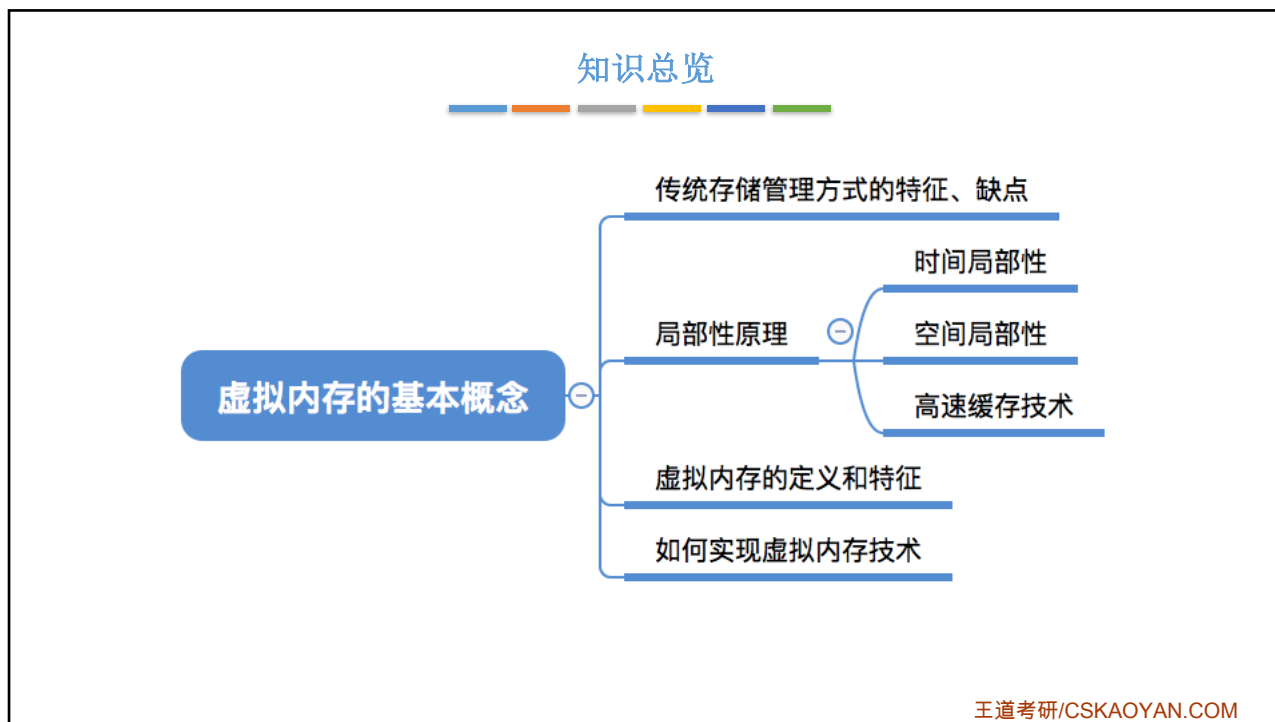 知识总览
传统存储管理方式的特征、缺点
时间局部性
局部性原理
空间局部性
高速缓存技术
虚拟内存的基本概念
虚拟内存的定义和特征
如何实现虚拟内存技术
王道考研/CSKAOYAN.COM